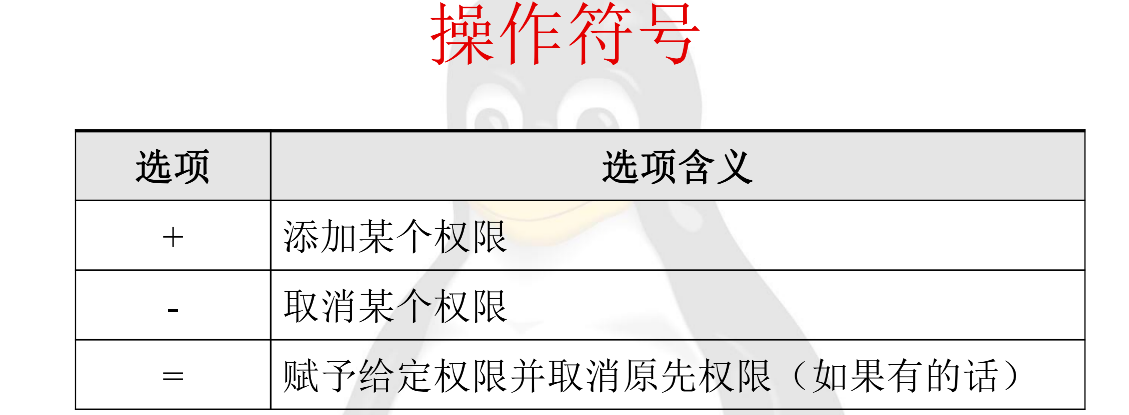 操作符号
选项 选项含义
+ 添加某个权限
- 取消某个权限
= 赋予给定权限并取消原先权限（如果有的话）